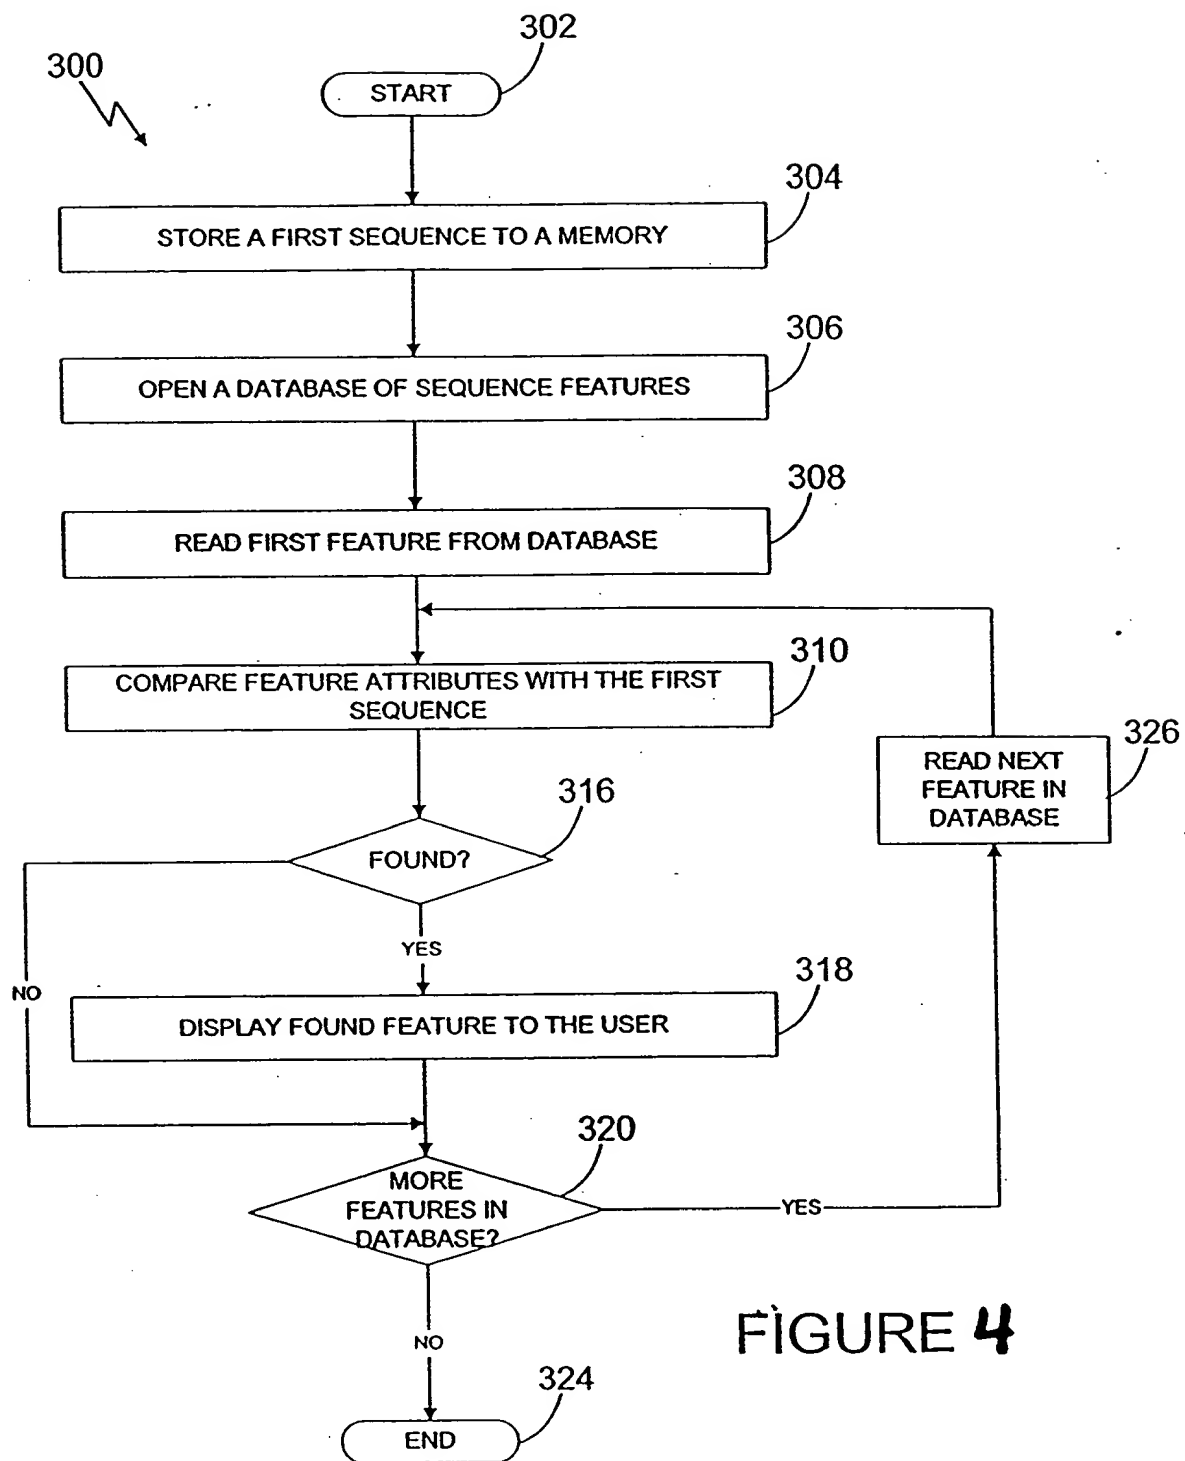 302
300
START
304
STORE A FIRST SEQUENCE TO A MEMORY
306
OPEN A DATABASE OF SEQUENCE FEATURES
308
READ FIRST FEATURE FROM DATABASE
310
COMPARE FEATURE ATTRIBUTES WITH THE FIRST
SEQUENCE
326
READ NEXT
FEATURE IN
DATABASE
316
FOUND?
YES
NO
318
DISPLAY FOUND FEATURE TO THE USER
320
MORE
FEATURES IN
DATABASE?
YES
NO
FIGURE 4
324
END